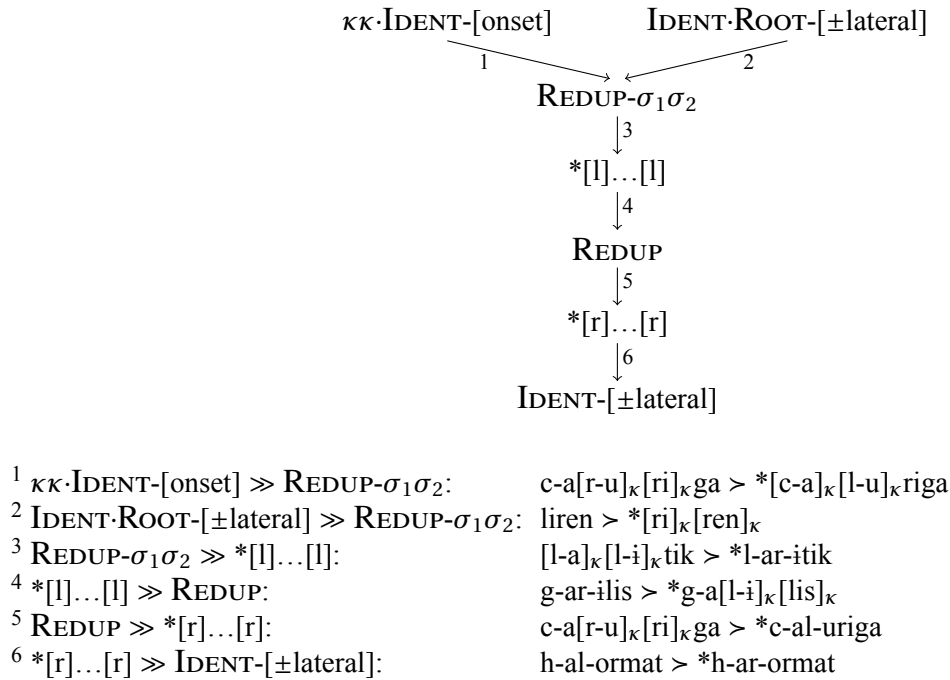 κκ·IDENT-[onset] IDENT·ROOT-[±lateral]
1 2
REDUP-σ₁σ₂
3
*[l]…[l]
4
REDUP
5
*[r]…[r]
6
IDENT-[±lateral]
¹ κκ·IDENT-[onset] ≫ REDUP-σ₁σ₂: c-a[r-u]κ[ri]κga ≻ *[c-a]κ[l-u]κriga
² IDENT·ROOT-[±lateral] ≫ REDUP-σ₁σ₂: liren ≻ *[ri]κ[ren]κ
³ REDUP-σ₁σ₂ ≫ *[l]…[l]: [l-a]κ[l-ɨ]κtik ≻ *l-ar-ɨtik
⁴ *[l]…[l] ≫ REDUP: g-ar-ɨlis ≻ *g-a[l-ɨ]κ[lis]κ
⁵ REDUP ≫ *[r]…[r]: c-a[r-u]κ[ri]κga ≻ *c-al-uriga
⁶ *[r]…[r] ≫ IDENT-[±lateral]: h-al-ormat ≻ *h-ar-ormat